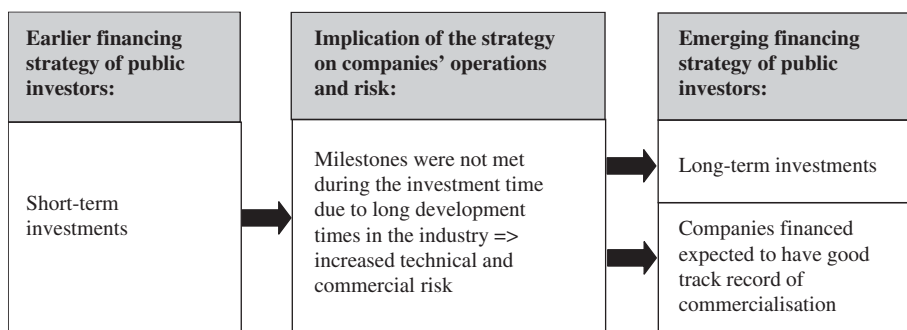 Earlier financing
strategy of public
investors:
Short-term
investments
Implication of the strategy
on companies’ operations
and risk:
Milestones were not met
during the investment time
due to long development
times in the industry =>
increased technical and
commercial risk
Emerging financing
strategy of public
investors:
Long-term investments
Companies financed
expected to have good
track record of
commercialisation